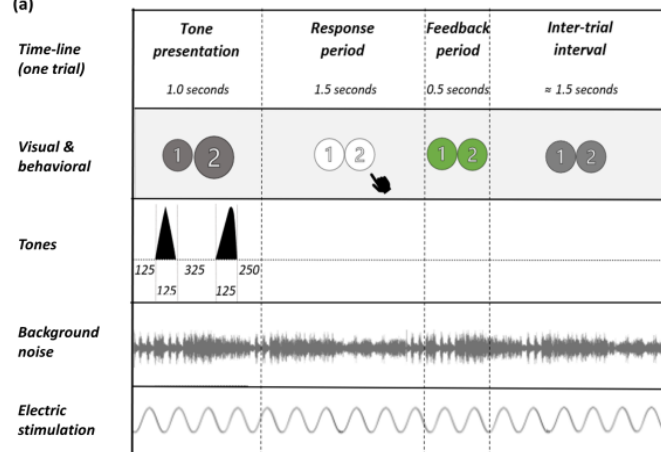 (a)
Time-line
(one trial)
Tone
presentation
1.0 seconds
Response
period
1.5 seconds
Feedback
period
0.5 seconds
Inter-trial
interval
≈ 1.5 seconds
Visual &
behavioral
1 2
1 2
1 2
1 2
Tones
125 325 250
125 125
Background
noise
Electric
stimulation